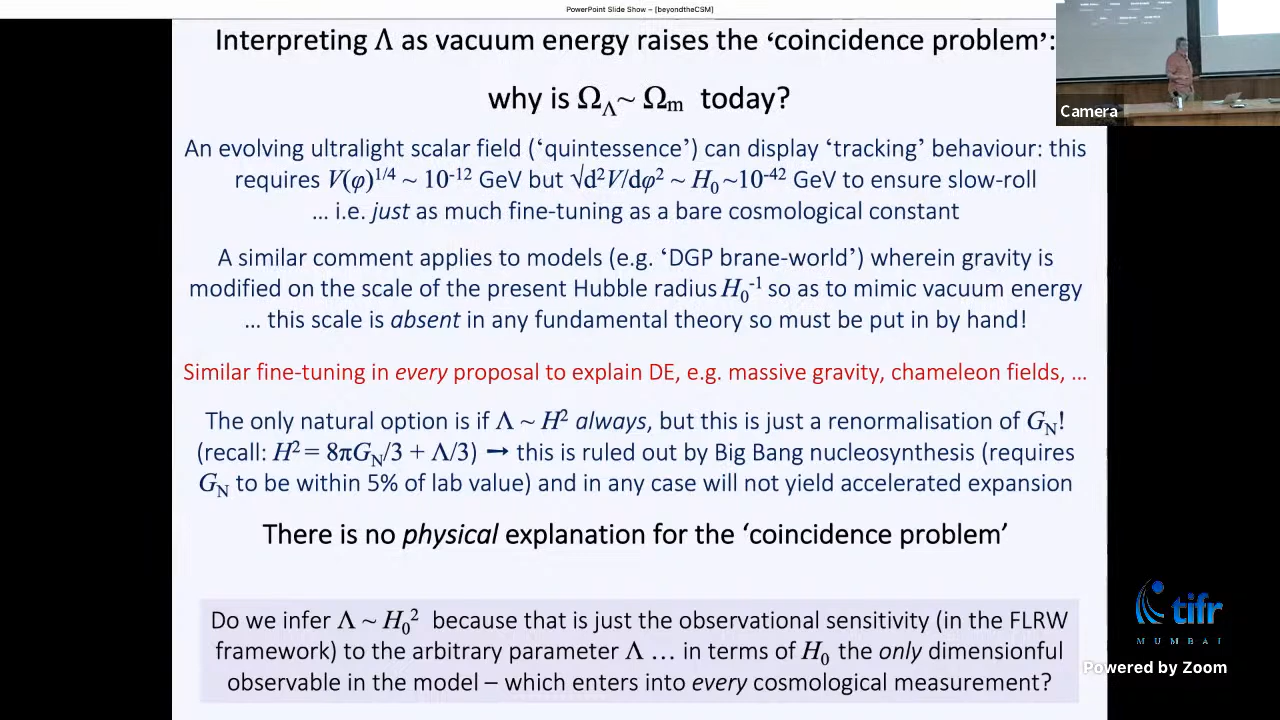 PowerPoint Slide Show – [beyondtheCSM]
Interpreting Λ as vacuum energy raises the ‘coincidence problem’:
why is Ω_Λ ~ Ω_m today?
Camera
An evolving ultralight scalar field (‘quintessence’) can display ‘tracking’ behaviour: this
requires V(φ)^1/4 ~ 10^-12 GeV but √d²V/dφ² ~ H₀ ~10^-42 GeV to ensure slow-roll
… i.e. just as much fine-tuning as a bare cosmological constant
A similar comment applies to models (e.g. ‘DGP brane-world’) wherein gravity is
modified on the scale of the present Hubble radius H₀^-1 so as to mimic vacuum energy
… this scale is absent in any fundamental theory so must be put in by hand!
Similar fine-tuning in every proposal to explain DE, e.g. massive gravity, chameleon fields, …
The only natural option is if Λ ~ H² always, but this is just a renormalisation of G_N!
(recall: H² = 8πG_N/3 + Λ/3) ➞ this is ruled out by Big Bang nucleosynthesis (requires
G_N to be within 5% of lab value) and in any case will not yield accelerated expansion
There is no physical explanation for the ‘coincidence problem’
Do we infer Λ ~ H₀² because that is just the observational sensitivity (in the FLRW
framework) to the arbitrary parameter Λ … in terms of H₀ the only dimensionful
observable in the model – which enters into every cosmological measurement?
tifr
MUMBAI
Powered by Zoom